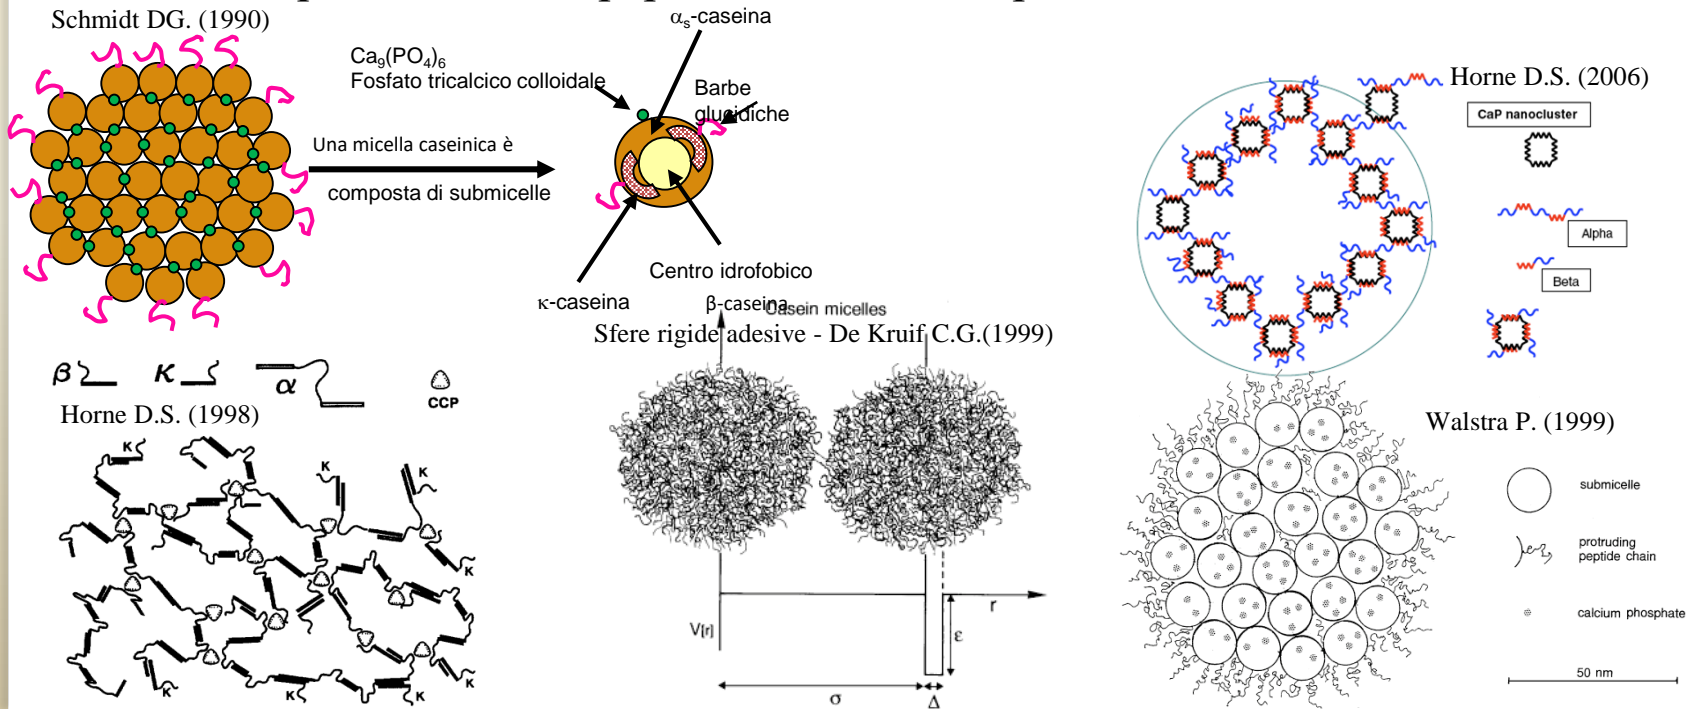 Schmidt DG. (1990)
αs-caseina
Ca9(PO4)6
Fosfato tricalcico colloidale
Barbe
glucidiche
Una micella caseinica è
composta di submicelle
Centro idrofobico
κ-caseina
β-caseina
Horne D.S. (2006)
CaP nanocluster
Alpha
Beta
β
κ
α
CCP
Horne D.S. (1998)
K
K
K
K
K
K
K
K
K
Casein micelles
Sfere rigide adesive - De Kruif C.G.(1999)
r
V[r]
ε
σ
Δ
Walstra P. (1999)
submicelle
protruding
peptide chain
calcium phosphate
50 nm